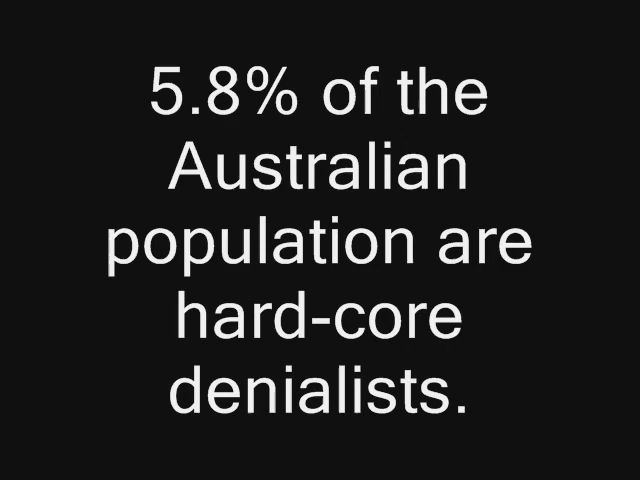 5.8% of the
Australian
population are
hard-core
denialists.